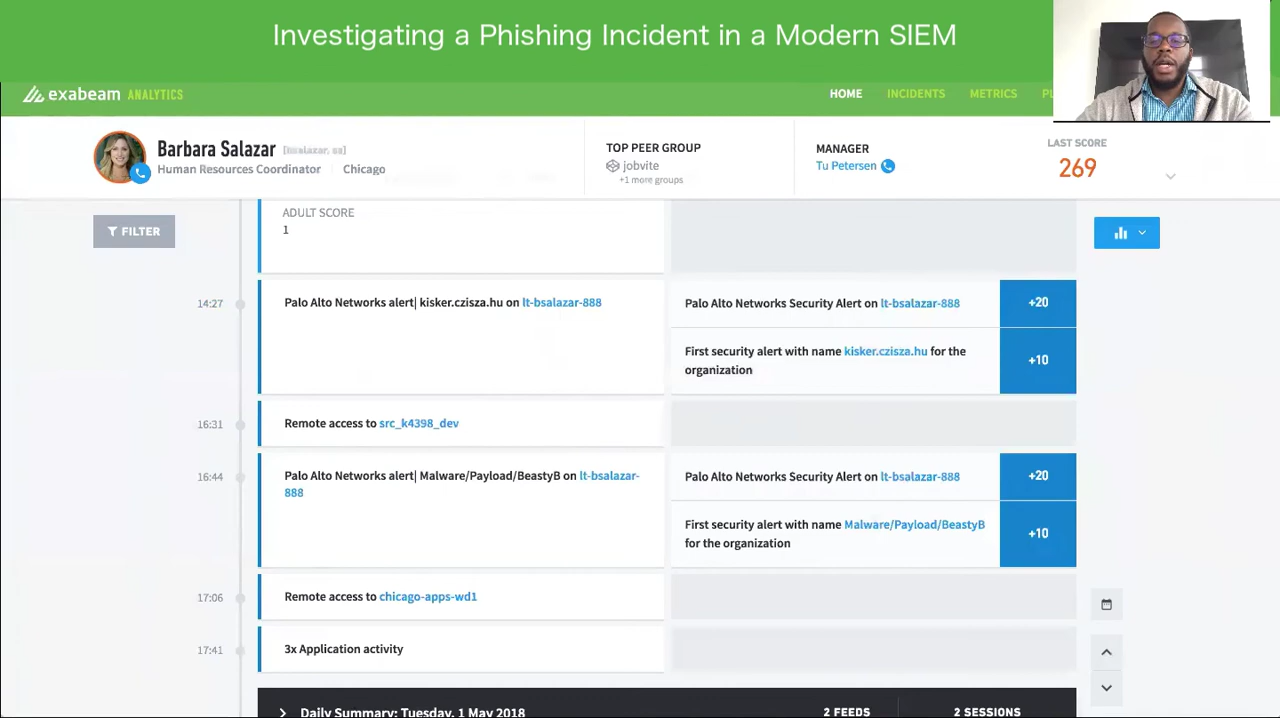 Investigating a Phishing Incident in a Modern SIEM
exabeam ANALYTICS
HOME INCIDENTS METRICS
Barbara Salazar
Human Resources Coordinator Chicago
TOP PEER GROUP
jobvite
+1 more groups
MANAGER
Tu Petersen
LAST SCORE
269
FILTER
ADULT SCORE
1
14:27
Palo Alto Networks alert| kisker.czisza.hu on lt-bsalazar-888
Palo Alto Networks Security Alert on lt-bsalazar-888
+20
First security alert with name kisker.czisza.hu for the
organization
+10
16:31
Remote access to src_k4398_dev
16:44
Palo Alto Networks alert| Malware/Payload/BeastyB on lt-bsalazar-
888
Palo Alto Networks Security Alert on lt-bsalazar-888
+20
First security alert with name Malware/Payload/BeastyB
for the organization
+10
17:06
Remote access to chicago-apps-wd1
17:41
3x Application activity
Daily Summary: Tuesday, 1 May 2018 2 FEEDS 2 SESSIONS